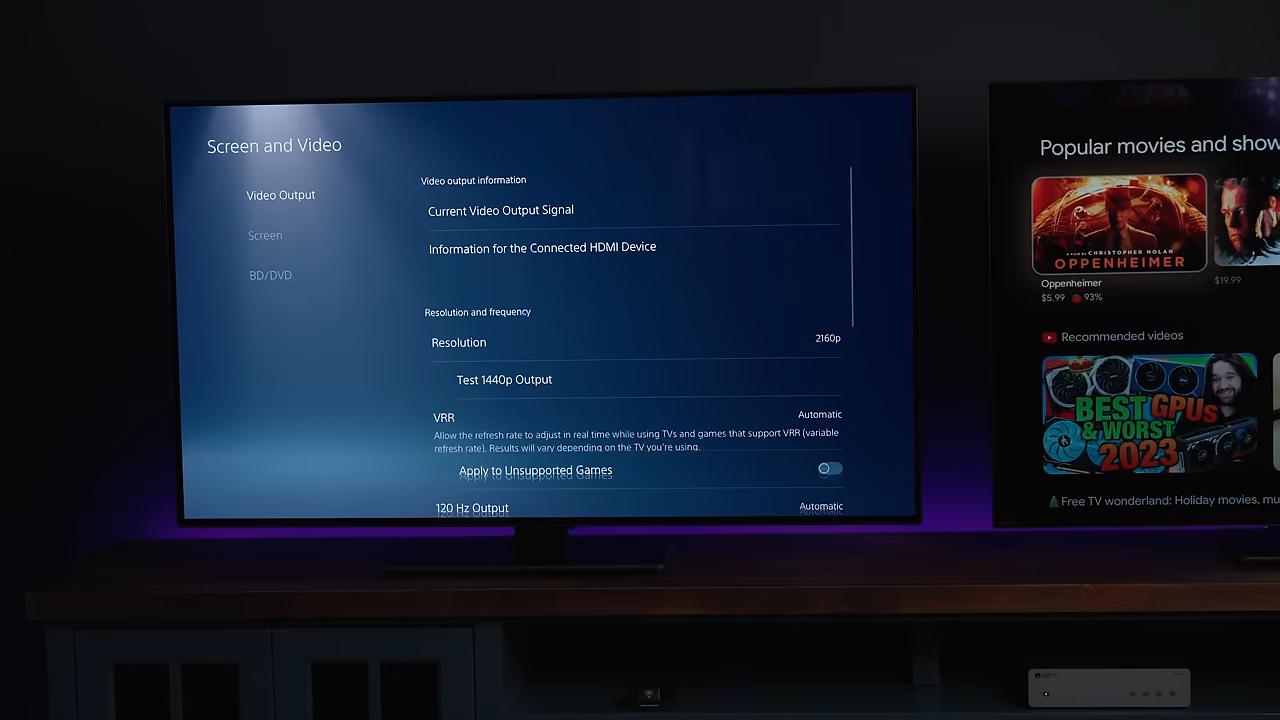 Screen and Video
Video Output
Screen
BD/DVD
Video output information
Current Video Output Signal
Information for the Connected HDMI Device
Resolution and frequency
Resolution 2160p
Test 1440p Output
VRR Automatic
Allow the refresh rate to adjust in real time while using TVs and games that support VRR (variable
refresh rate). Results will vary depending on the TV you're using.
Apply to Unsupported Games
120 Hz Output Automatic
Popular movies and show
A FILM BY CHRISTOPHER NOLAN
OPPENHEIMER
Oppenheimer
$5.99 93%
$19.99
Recommended videos
BEST GPUs
& WORST
2023
Free TV wonderland: Holiday movies, mu